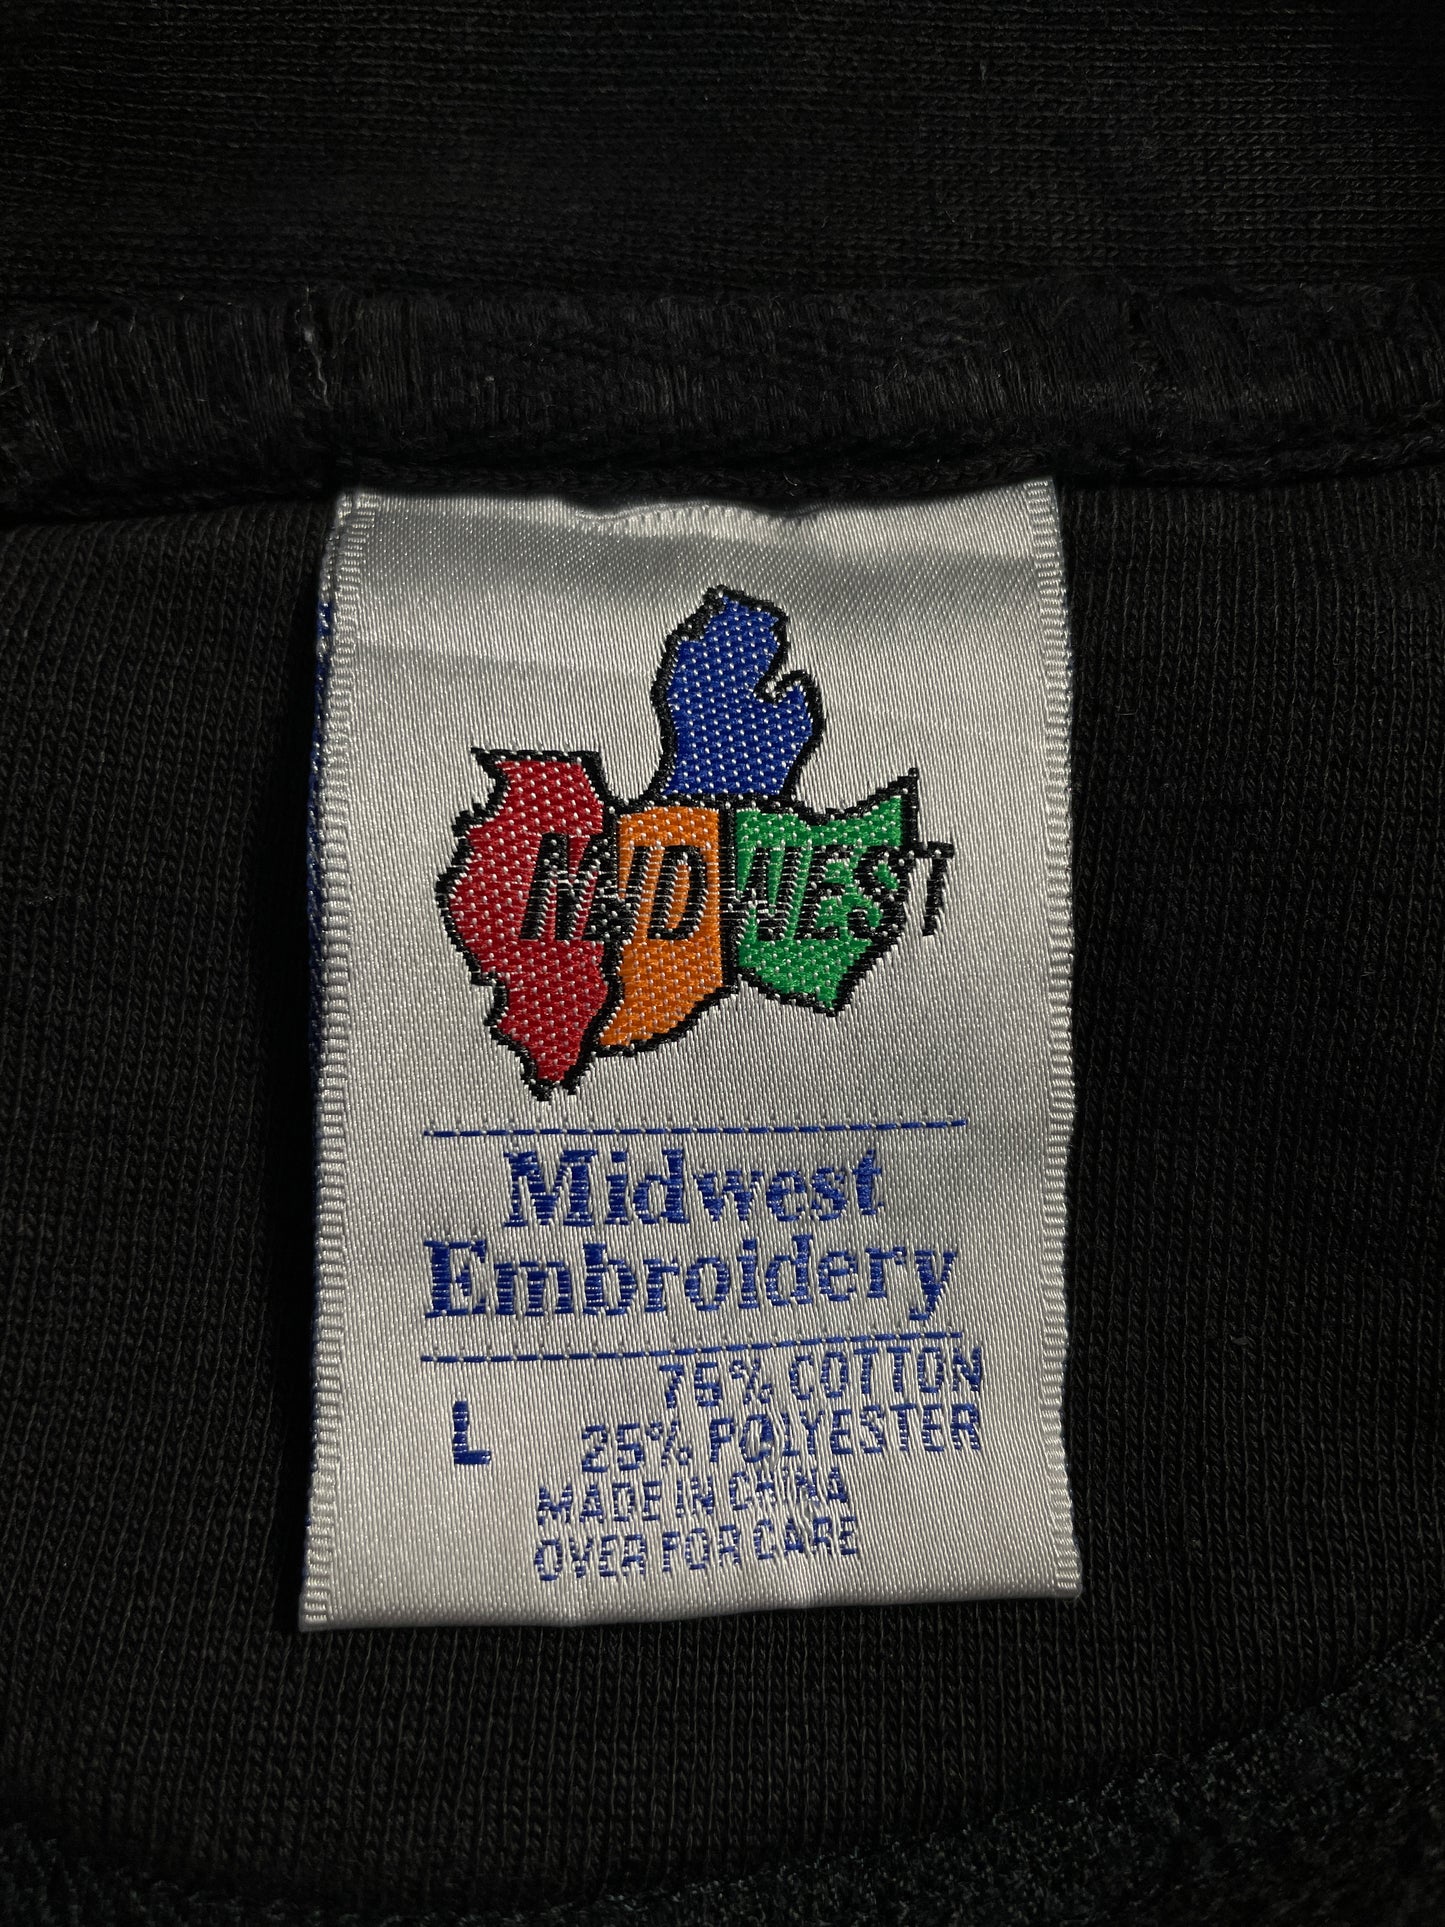 MIDWEST
Midwest
Embroidery
75% COTTON
L
25% POLYESTER
MADE IN CHINA
OVER FOR CARE